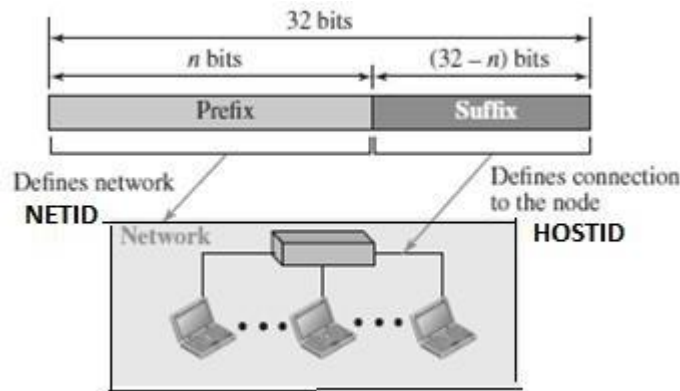 32 bits
n bits
(32 – n) bits
Prefix
Suffix
Defines network
NETID
Defines connection
to the node
HOSTID
Network